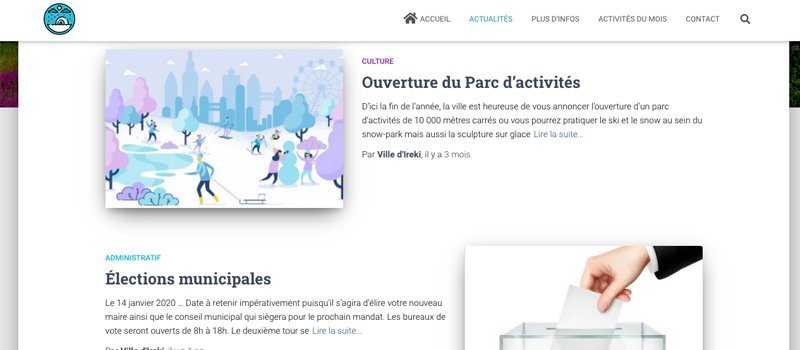 ACCUEIL
ACTUALITÉS
PLUS D'INFOS
ACTIVITÉS DU MOIS
CONTACT
CULTURE
Ouverture du Parc d'activités
D'ici la fin de l'année, la ville est heureuse de vous annoncer l'ouverture d'un parc
d'activités de 10 000 mètres carrés ou vous pourrez pratiquer le ski et le snow au sein du
snow-park mais aussi la sculpture sur glace Lire la suite…
Par Ville d'Ireki, il y a 3 mois
ADMINISTRATIF
Élections municipales
Le 14 janvier 2020 … Date à retenir impérativement puisqu'il s'agira d'élire votre nouveau
maire ainsi que le conseil municipal qui siègera pour le prochain mandat. Les bureaux de
vote seront ouverts de 8h à 18h. Le deuxième tour se Lire la suite…
Par Ville d'Ireki, il y a 1 an